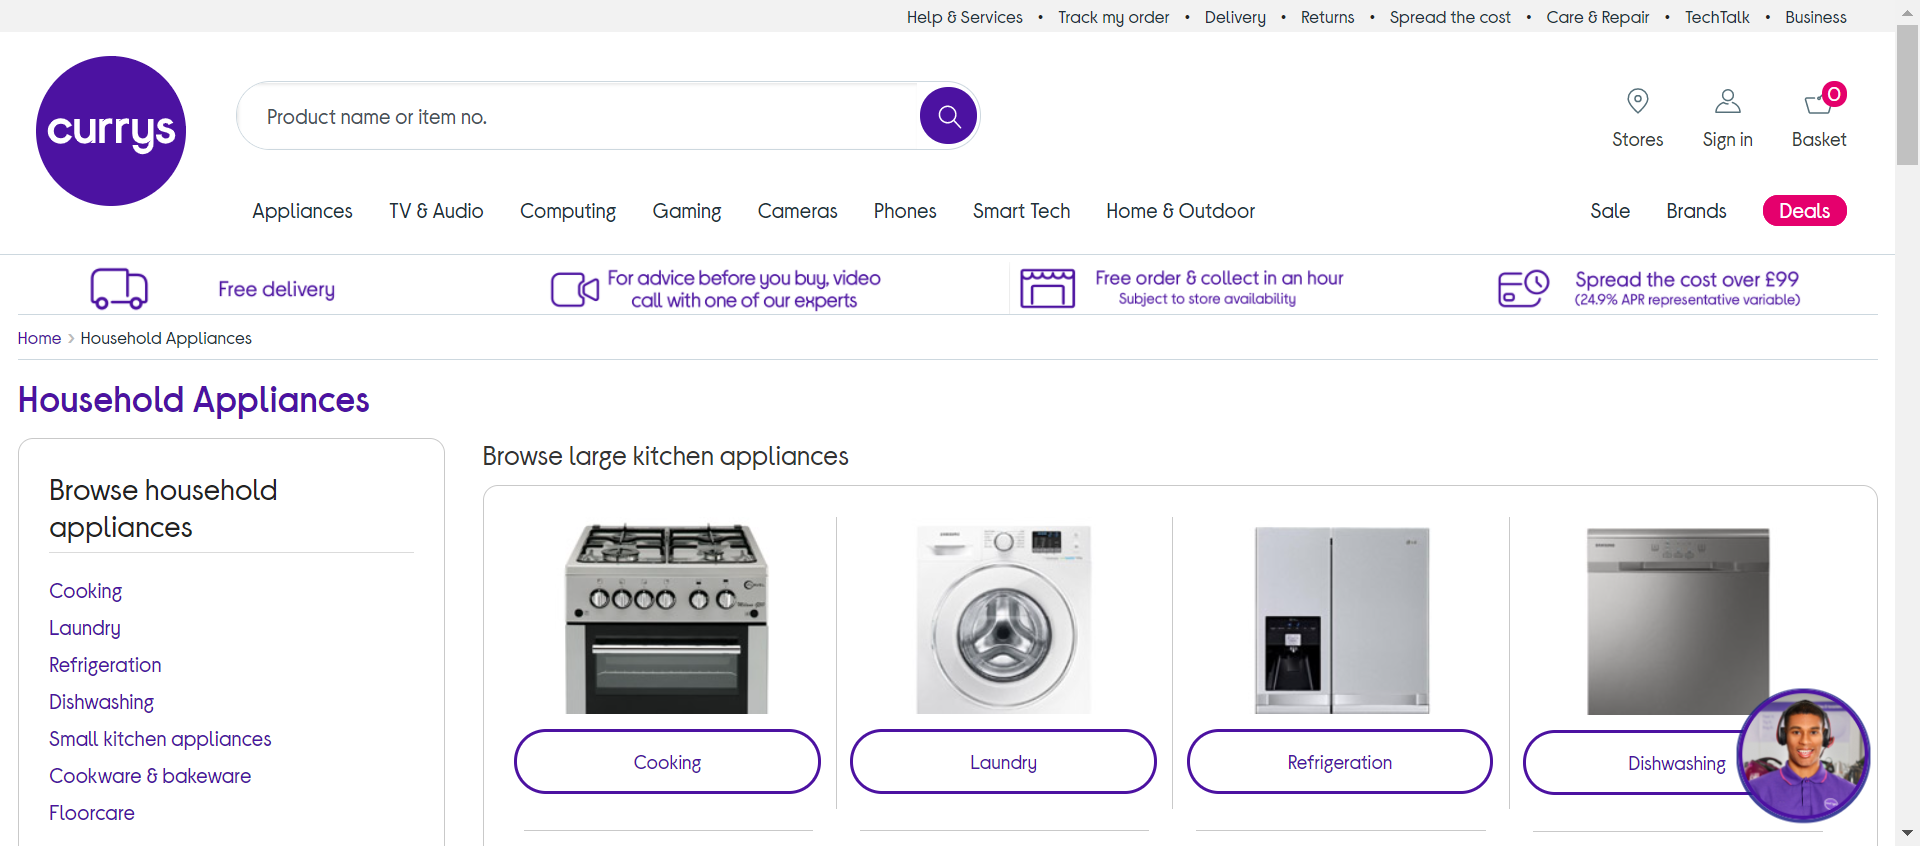 Help & Services • Track my order • Delivery • Returns • Spread the cost • Care & Repair • TechTalk • Business
currys
Product name or item no.
Stores
Sign in
0
Basket
Appliances TV & Audio Computing Gaming Cameras Phones Smart Tech Home & Outdoor Sale Brands Deals
Free delivery
For advice before you buy, video
call with one of our experts
Free order & collect in an hour
Subject to store availability
Spread the cost over £99
(24.9% APR representative variable)
Home › Household Appliances
Household Appliances
Browse household
appliances
Cooking
Laundry
Refrigeration
Dishwashing
Small kitchen appliances
Cookware & bakeware
Floorcare
Browse large kitchen appliances
SAMSUNG
LG
SAMSUNG
Cooking
Laundry
Refrigeration
Dishwashing